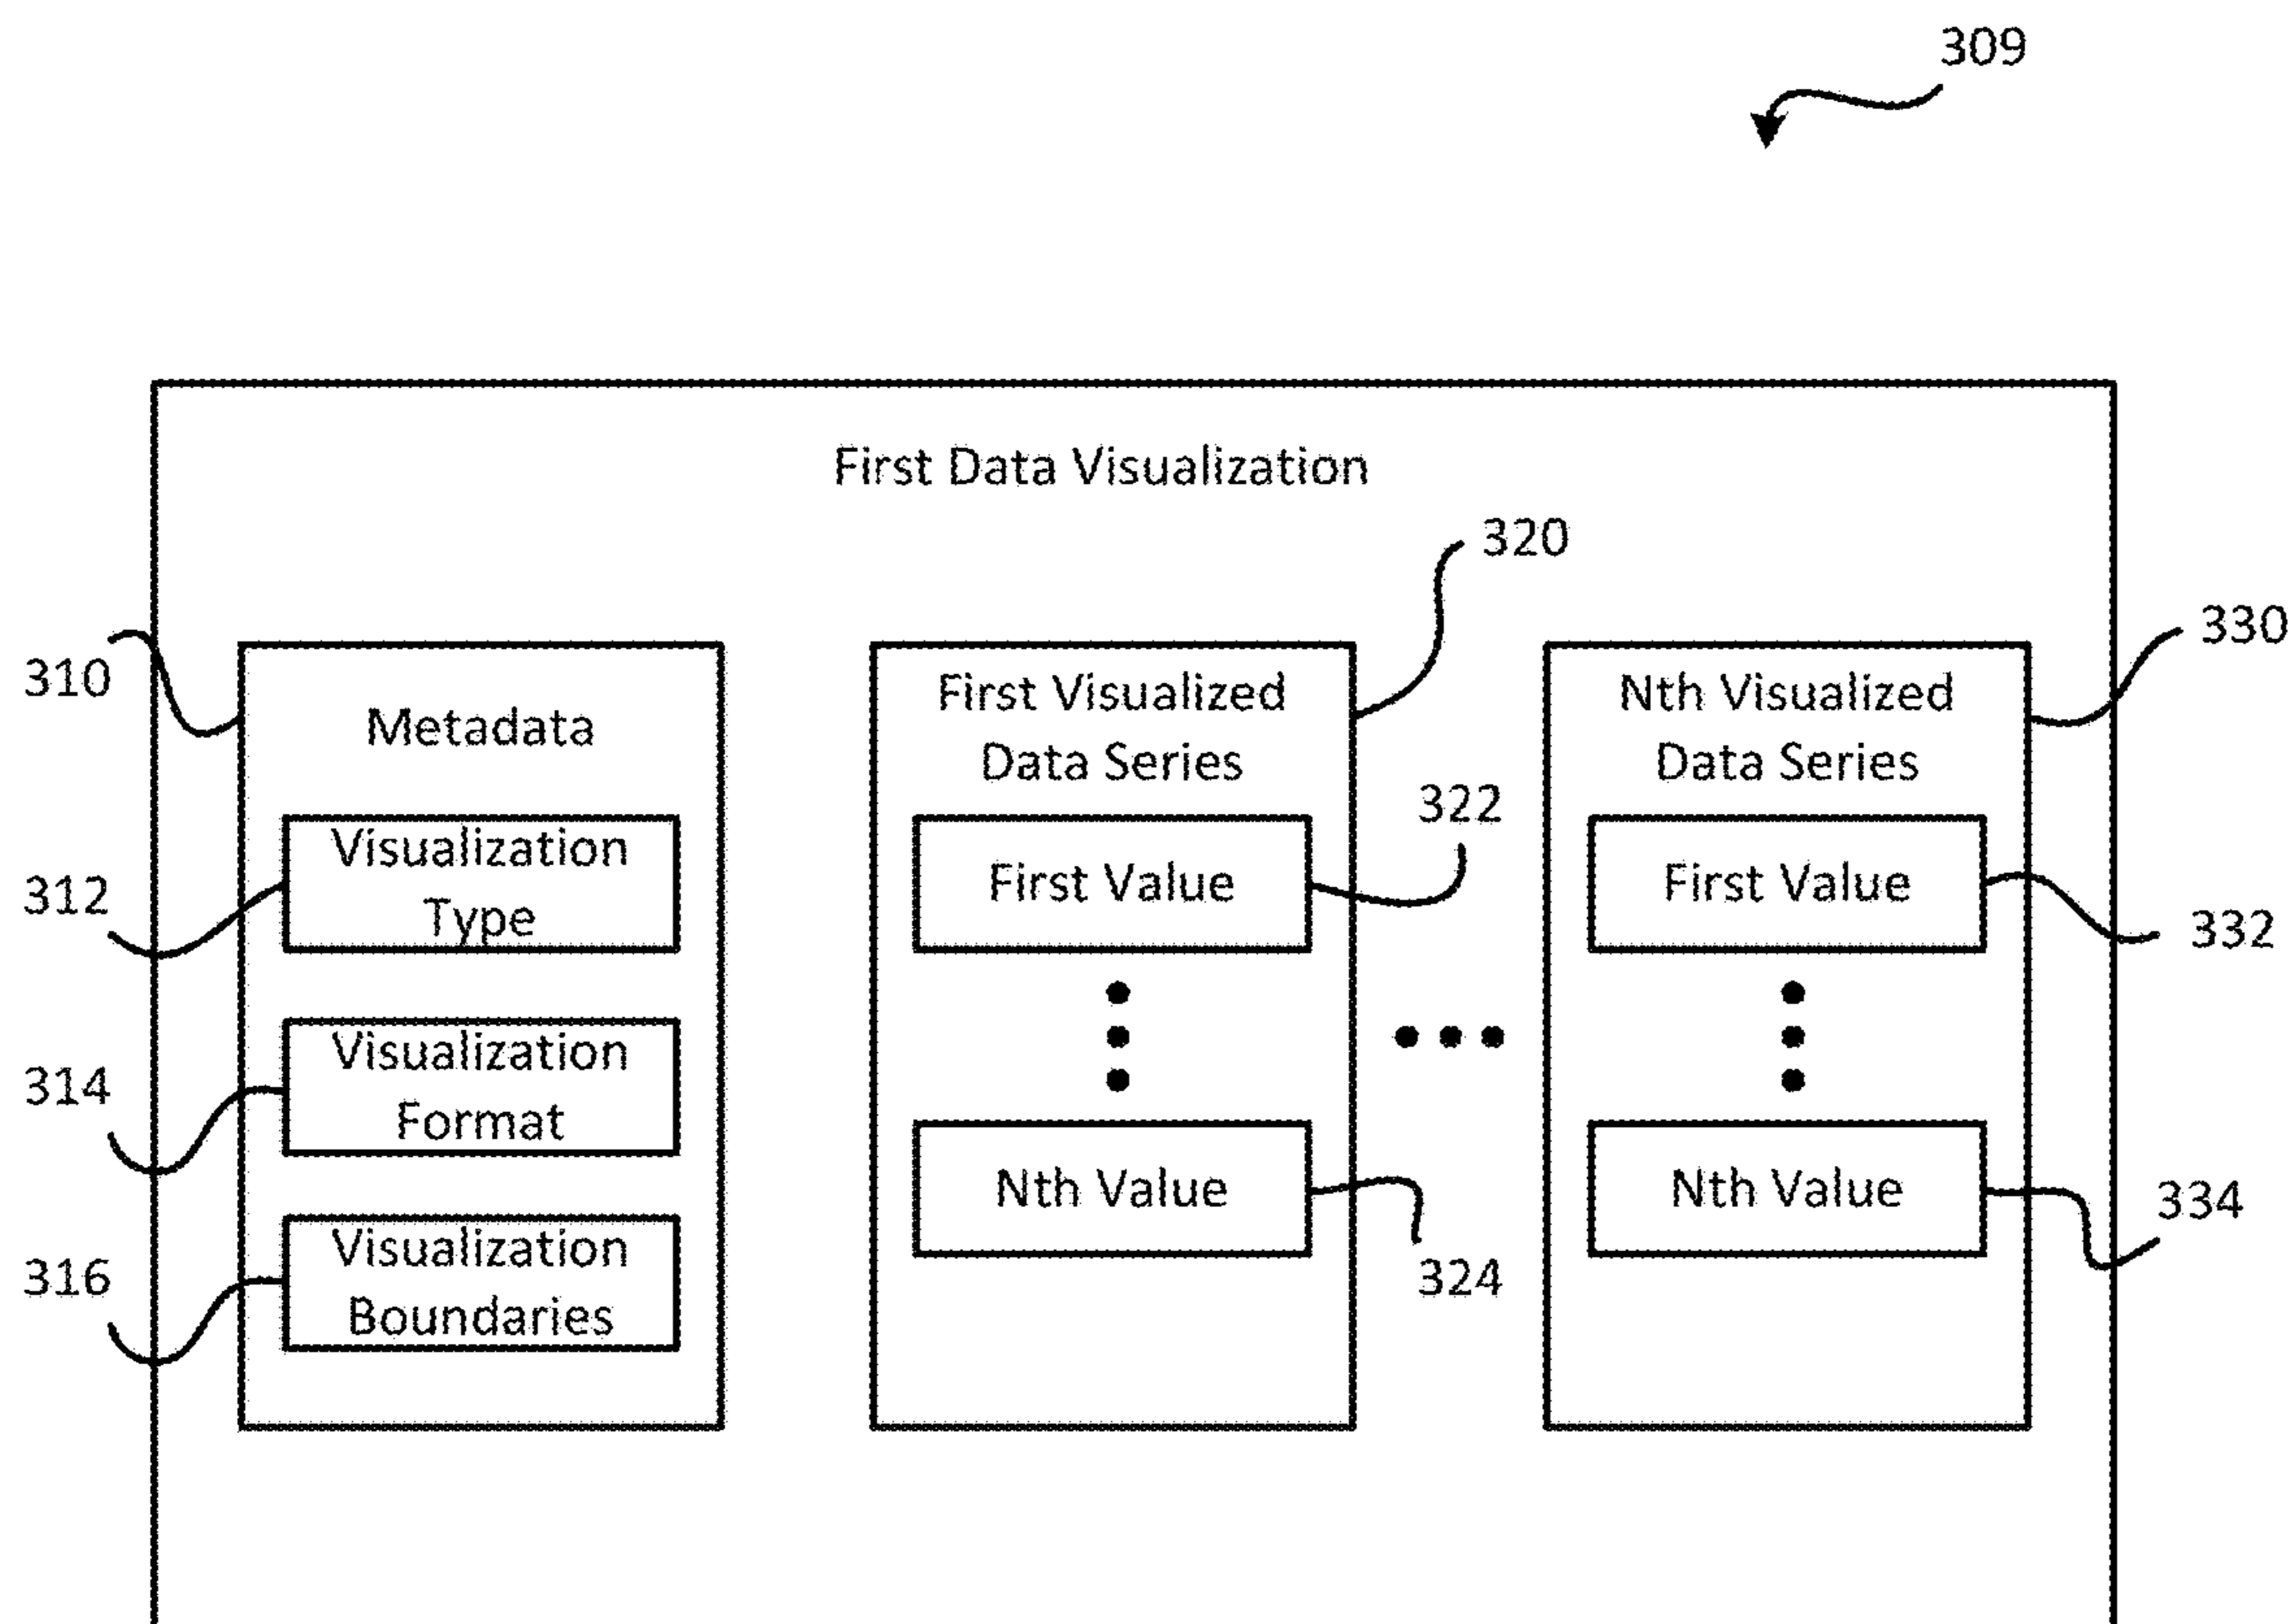 309
First Data Visualization
320
330
310
Metadata
First Visualized
Data Series
Nth Visualized
Data Series
312
Visualization
Type
322
First Value
First Value
332
314
Visualization
Format
Nth Value
Nth Value
334
316
Visualization
Boundaries
324